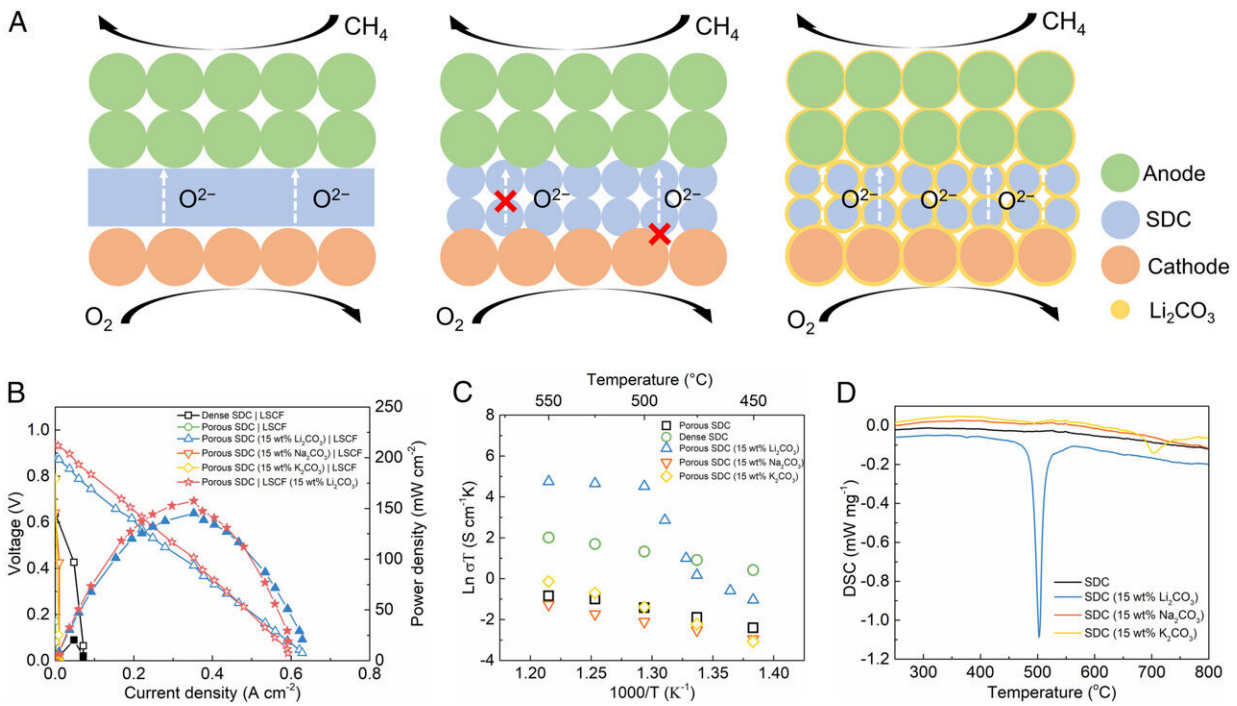 A
CH₄
CH₄
CH₄
O²⁻
O²⁻
O²⁻
O²⁻
O²⁻
O²⁻
O²⁻
O₂
O₂
O₂
Anode
SDC
Cathode
Li₂CO₃
B
Voltage (V)
1.0
0.8
0.6
0.4
0.2
0.0
0.0
0.2
0.4
0.6
0.8
Current density (A cm⁻²)
250
200
150
100
50
0
Power density (mW cm⁻²)
Dense SDC | LSCF
Porous SDC | LSCF
Porous SDC (15 wt% Li₂CO₃) | LSCF
Porous SDC (15 wt% Na₂CO₃) | LSCF
Porous SDC (15 wt% K₂CO₃) | LSCF
Porous SDC | LSCF (15 wt% Li₂CO₃)
C
Temperature (°C)
550
500
450
Ln σT (S cm⁻¹K)
8
6
4
2
0
-2
-4
1.20
1.25
1.30
1.35
1.40
1000/T (K⁻¹)
Porous SDC
Dense SDC
Porous SDC (15 wt% Li₂CO₃)
Porous SDC (15 wt% Na₂CO₃)
Porous SDC (15 wt% K₂CO₃)
D
DSC (mW mg⁻¹)
0.0
-0.2
-0.4
-0.6
-0.8
-1.0
-1.2
300
400
500
600
700
800
Temperature (°C)
SDC
SDC (15 wt% Li₂CO₃)
SDC (15 wt% Na₂CO₃)
SDC (15 wt% K₂CO₃)